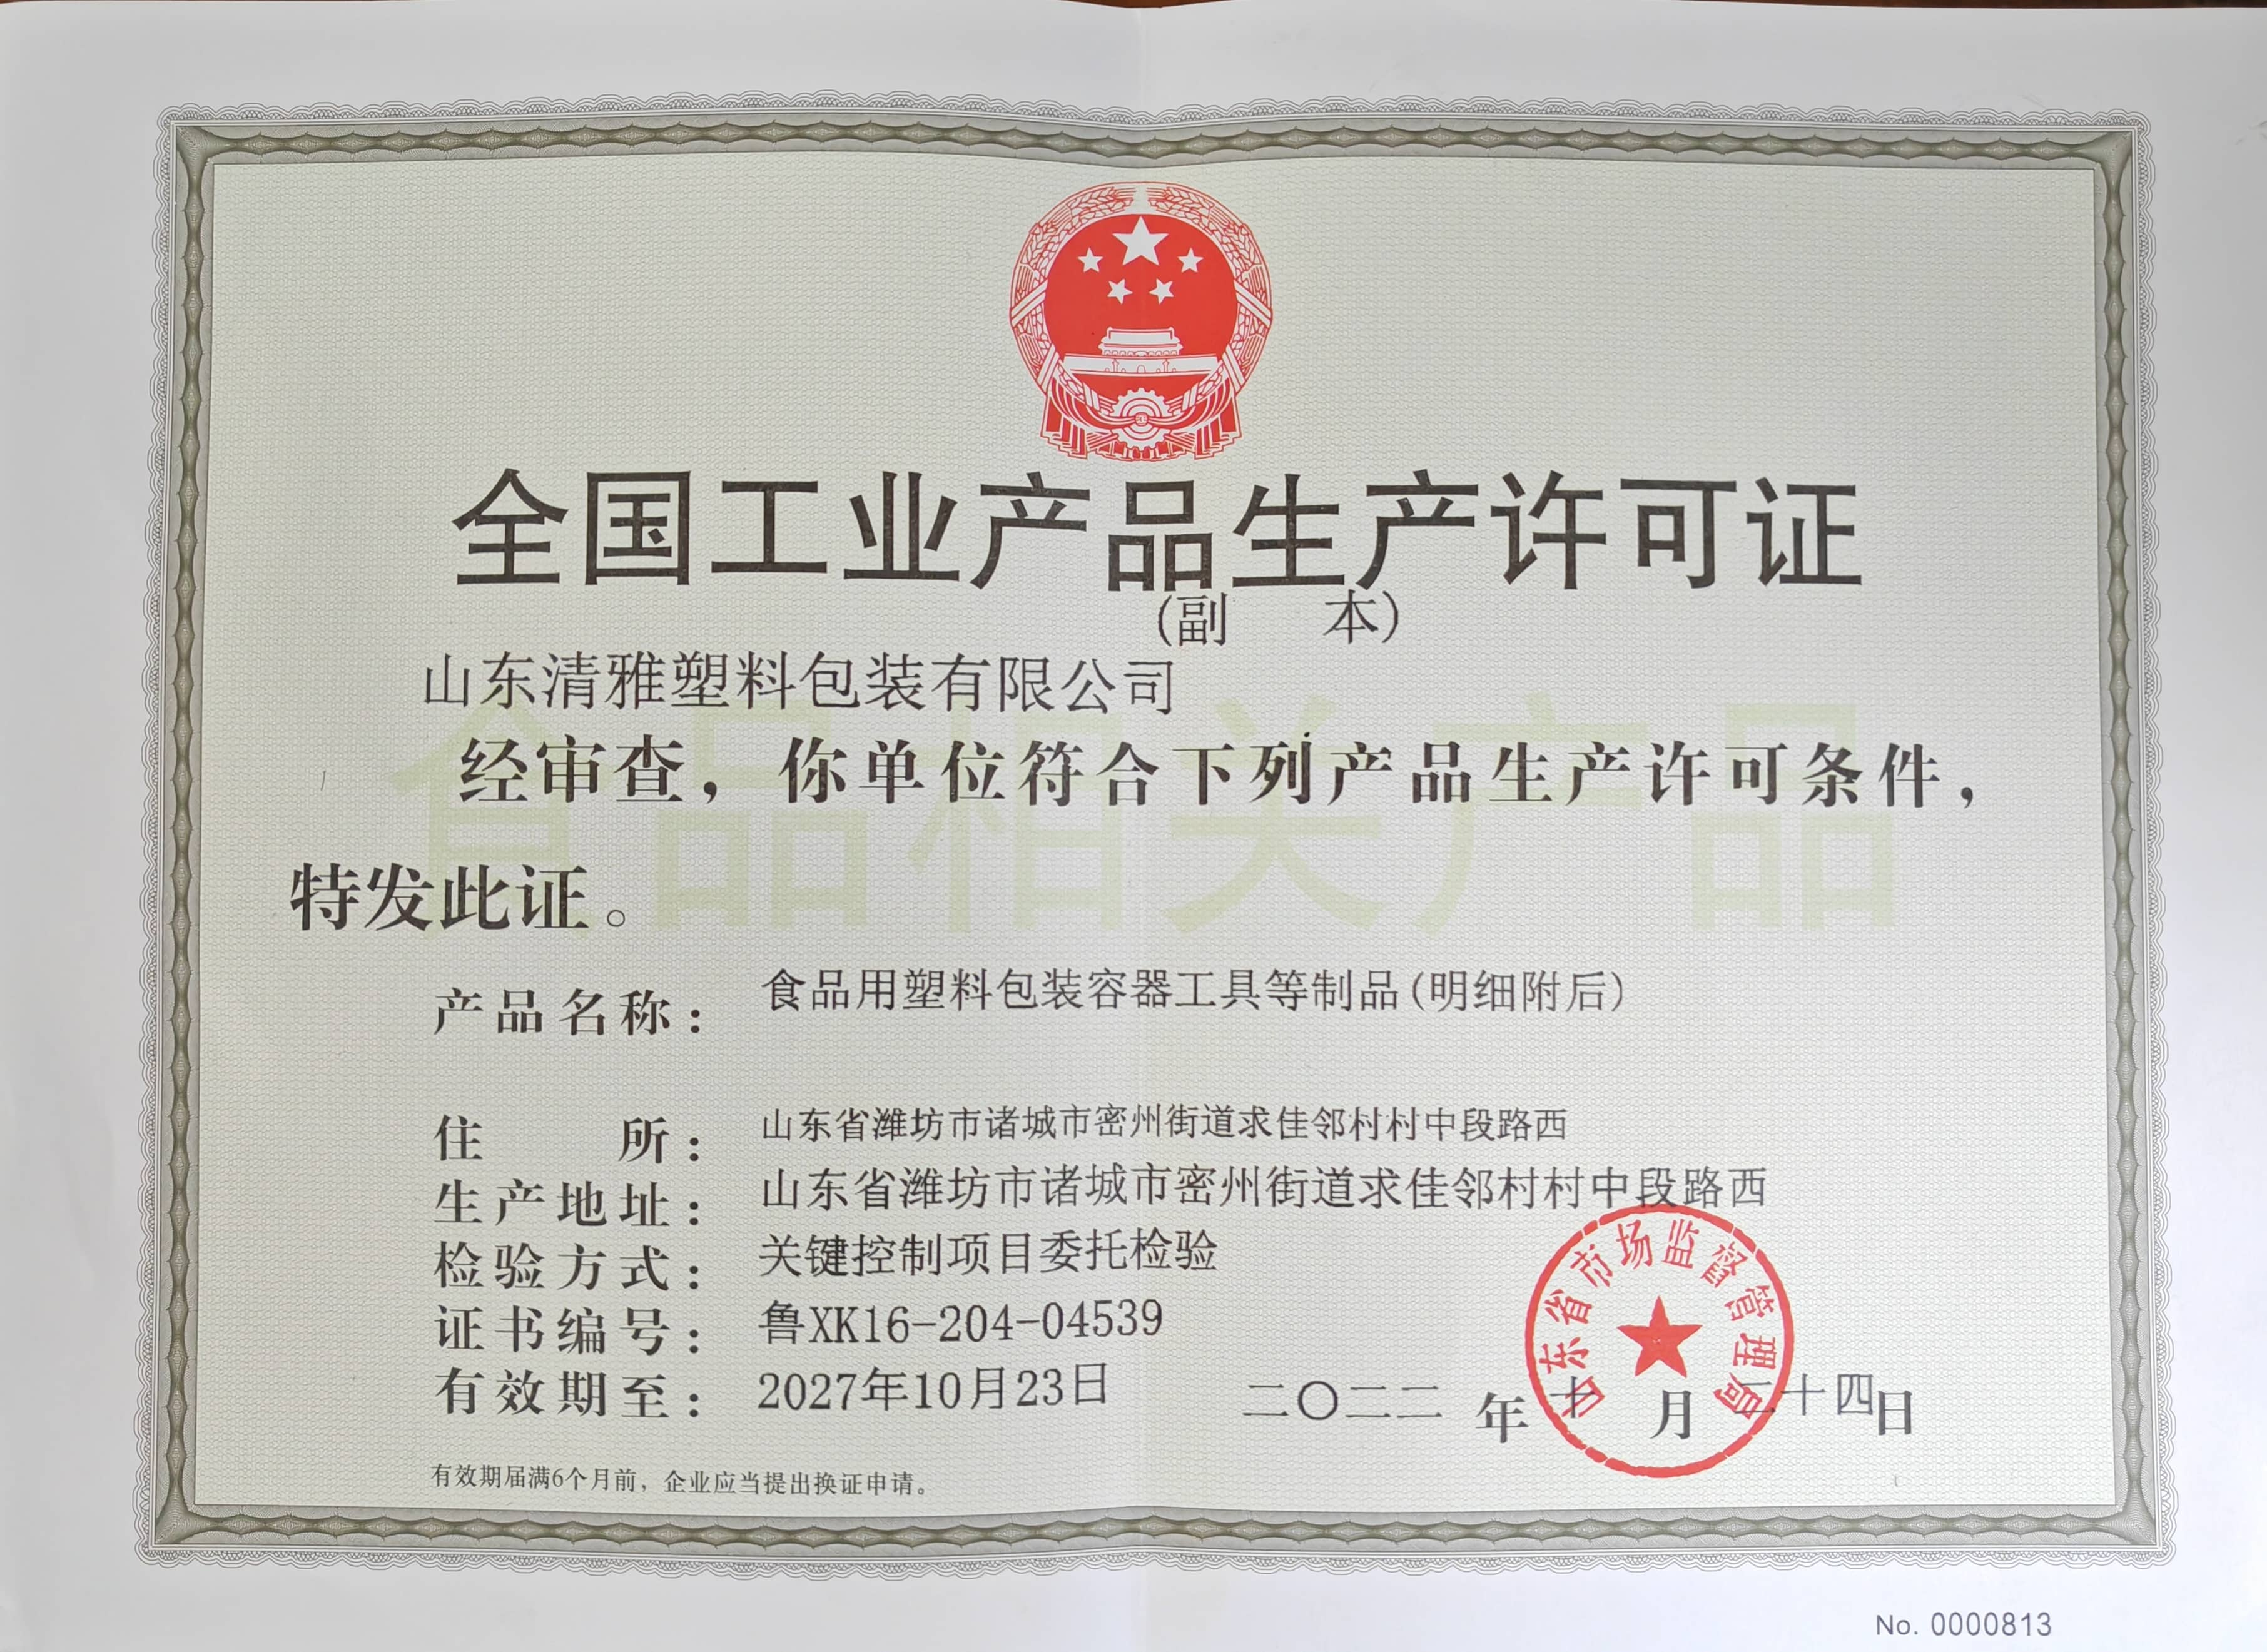 全国工业产品生产许可证
(副 本)
山东清雅塑料包装有限公司
食品相关产品
经审查，你单位符合下列产品生产许可条件，
特发此证。
产品名称： 食品用塑料包装容器工具等制品(明细附后)
住 所： 山东省潍坊市诸城市密州街道求佳邻村村中段路西
生产地址： 山东省潍坊市诸城市密州街道求佳邻村村中段路西
检验方式： 关键控制项目委托检验
证书编号： 鲁XK16-204-04539
有效期至： 2027年10月23日
二〇二二 年 十 月 二十四日
山东省市场监督管理局
有效期届满6个月前，企业应当提出换证申请。
No. 0000813